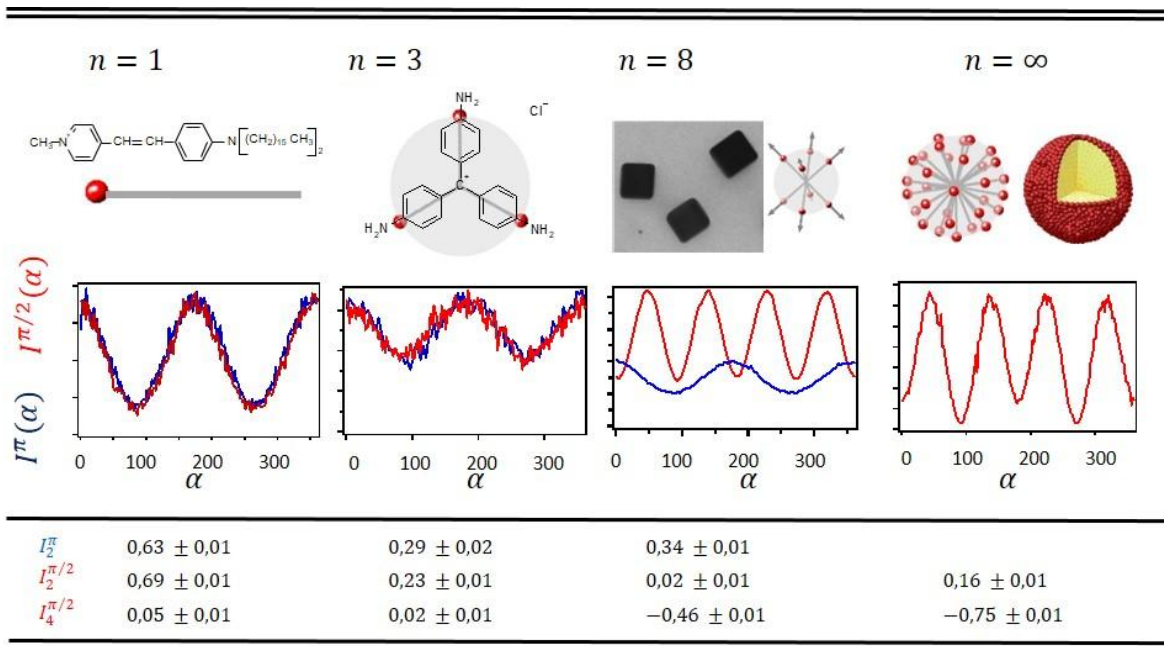 n = 1 n = 3 n = 8 n = ∞
NH₂
Cl⁻
CH₃–N CH=CH N[(CH₂)₁₅ CH₃]₂
C⁺
H₂N NH₂
I^π(α) I^{π/2}(α)
0 100 200 300 0 100 200 300 0 100 200 300 0 100 200 300
α α α α
I₂^π 0,63 ± 0,01 0,29 ± 0,02 0,34 ± 0,01
I₂^{π/2} 0,69 ± 0,01 0,23 ± 0,01 0,02 ± 0,01 0,16 ± 0,01
I₄^{π/2} 0,05 ± 0,01 0,02 ± 0,01 −0,46 ± 0,01 −0,75 ± 0,01